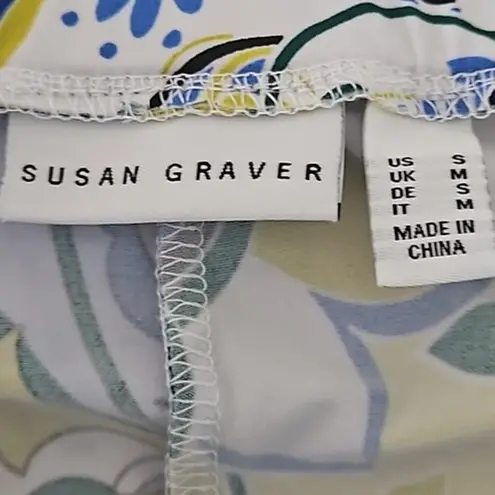 SUSAN GRAVER
US S
UK M
DE S
IT M
MADE IN
CHINA